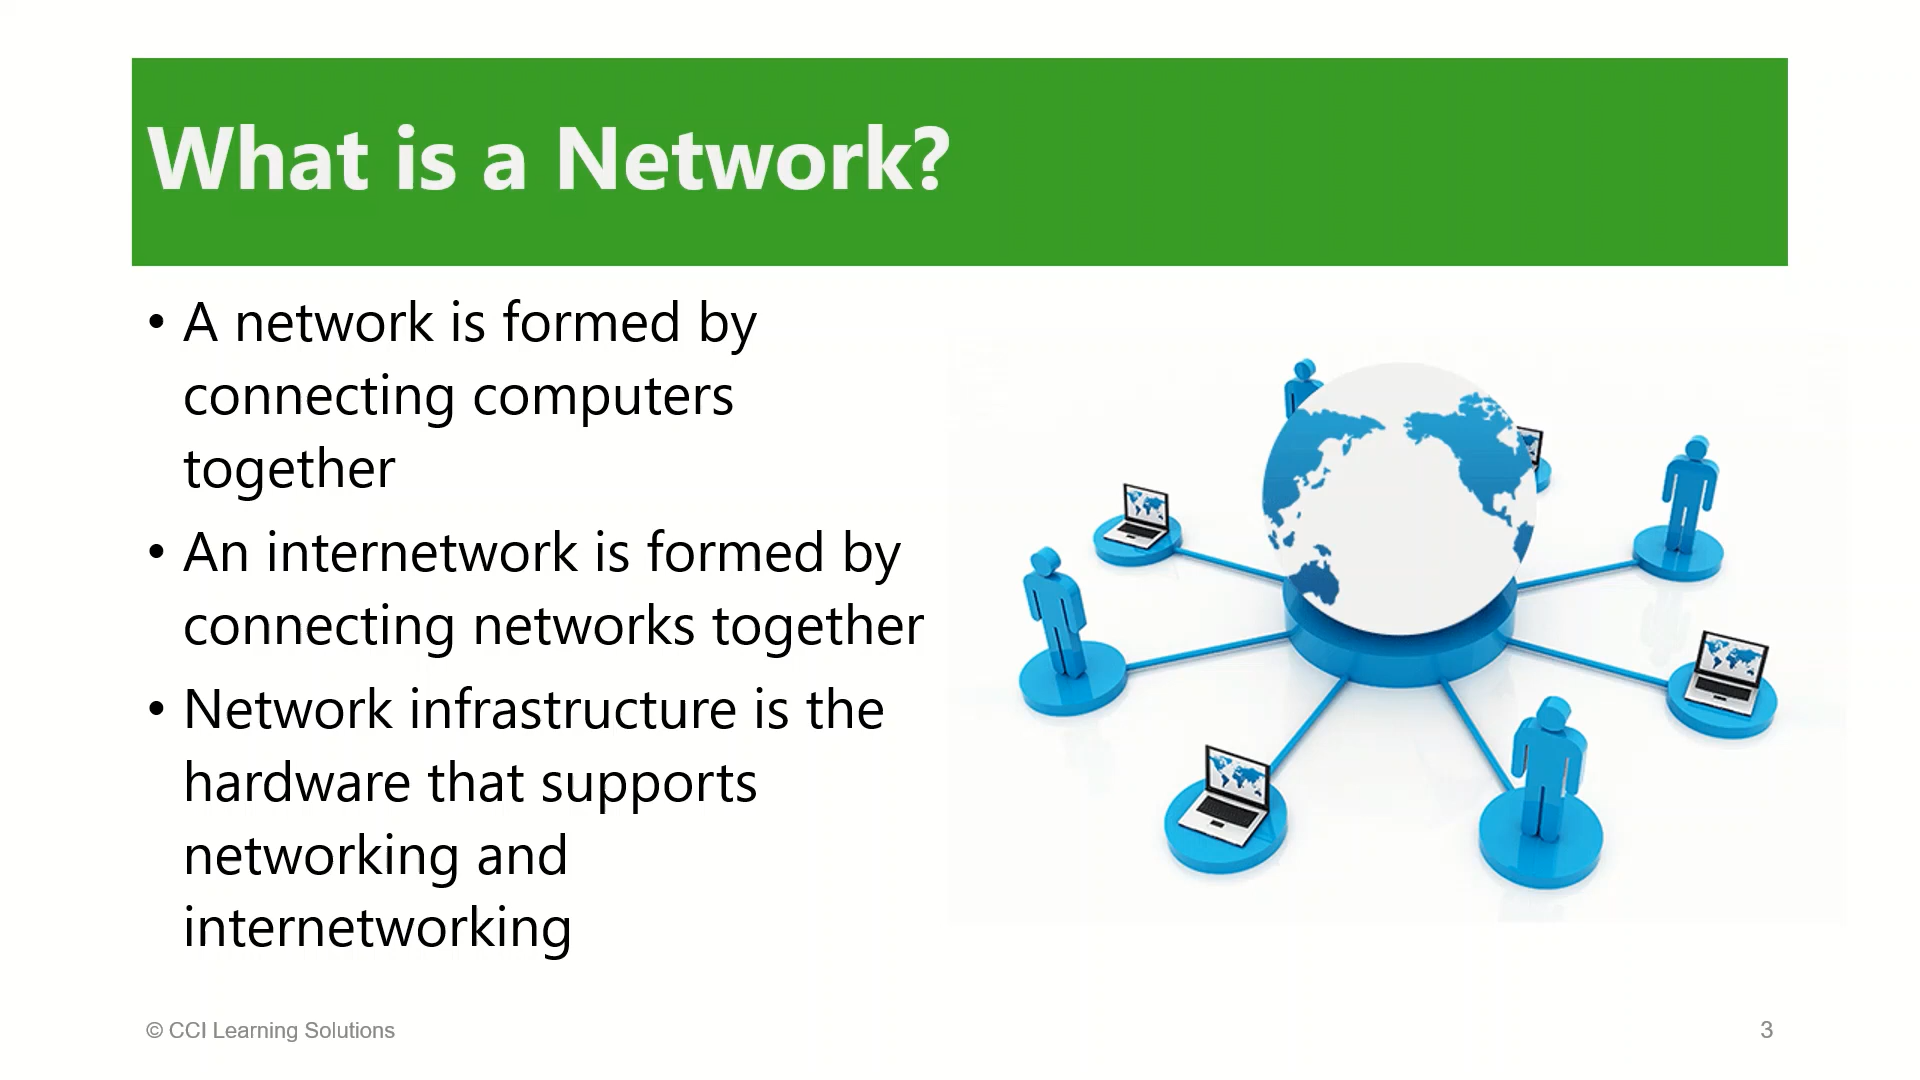 What is a Network?
• A network is formed by
connecting computers
together
• An internetwork is formed by
connecting networks together
• Network infrastructure is the
hardware that supports
networking and
internetworking
© CCI Learning Solutions
3